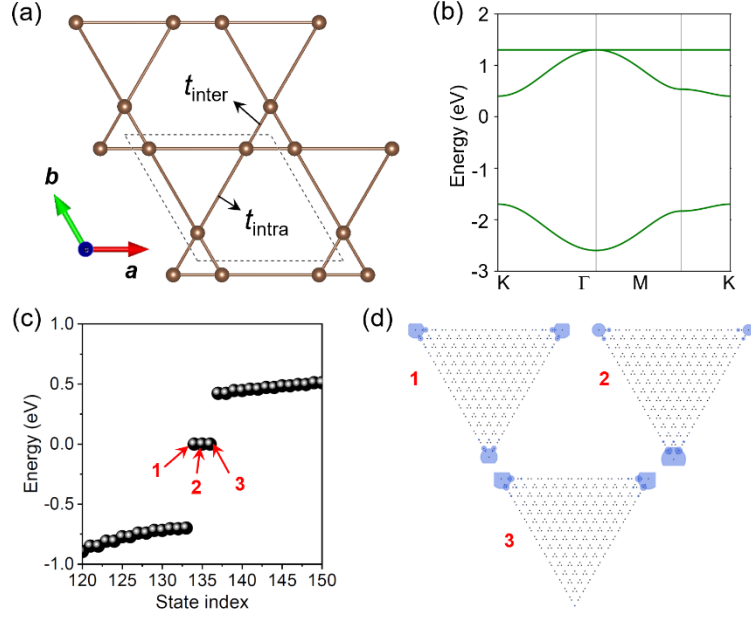 (a)
t_inter
t_intra
b
a
(b)
Energy (eV)
2
1
0
-1
-2
-3
K Γ M K
(c)
Energy (eV)
1.0
0.5
0.0
-0.5
-1.0
1 2 3
120 125 130 135 140 145 150
State index
(d)
1
2
3